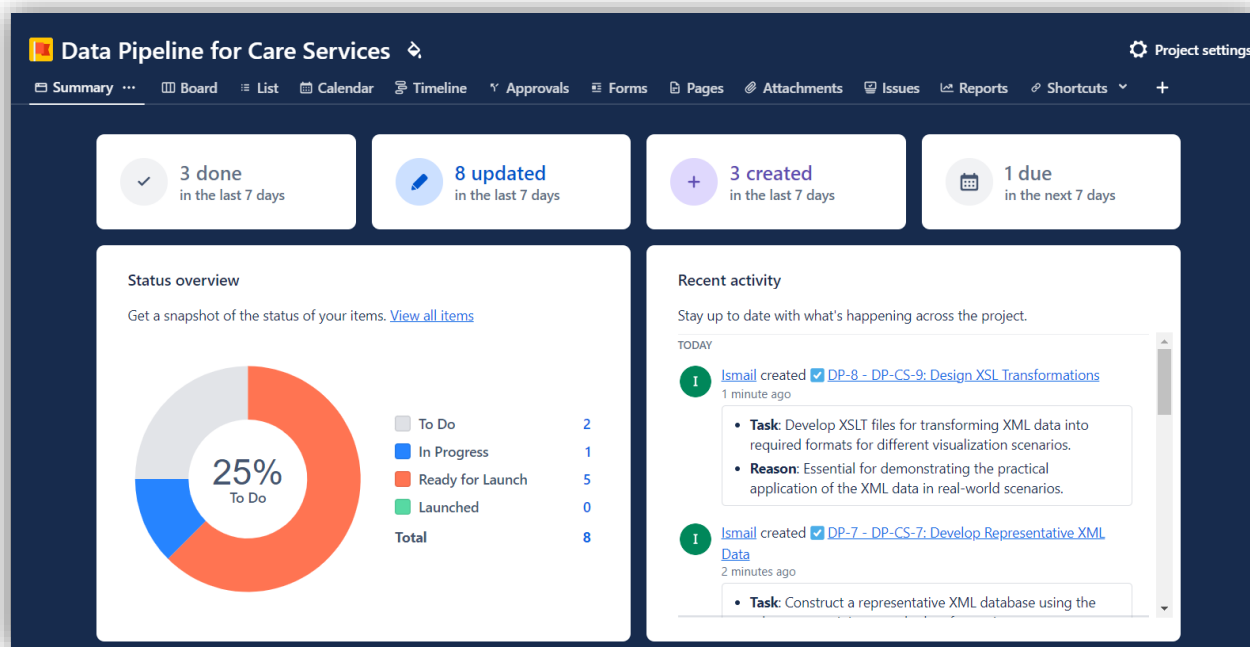 Data Pipeline for Care Services
Project settings
Summary ··· Board List Calendar Timeline Approvals Forms Pages Attachments Issues Reports Shortcuts +
3 done
in the last 7 days
8 updated
in the last 7 days
3 created
in the last 7 days
1 due
in the next 7 days
Status overview
Get a snapshot of the status of your items. View all items
25%
To Do
To Do 2
In Progress 1
Ready for Launch 5
Launched 0
Total 8
Recent activity
Stay up to date with what's happening across the project.
TODAY
I
Ismail created DP-8 - DP-CS-9: Design XSL Transformations
1 minute ago
• Task: Develop XSLT files for transforming XML data into
required formats for different visualization scenarios.
• Reason: Essential for demonstrating the practical
application of the XML data in real-world scenarios.
I
Ismail created DP-7 - DP-CS-7: Develop Representative XML
Data
2 minutes ago
• Task: Construct a representative XML database using the